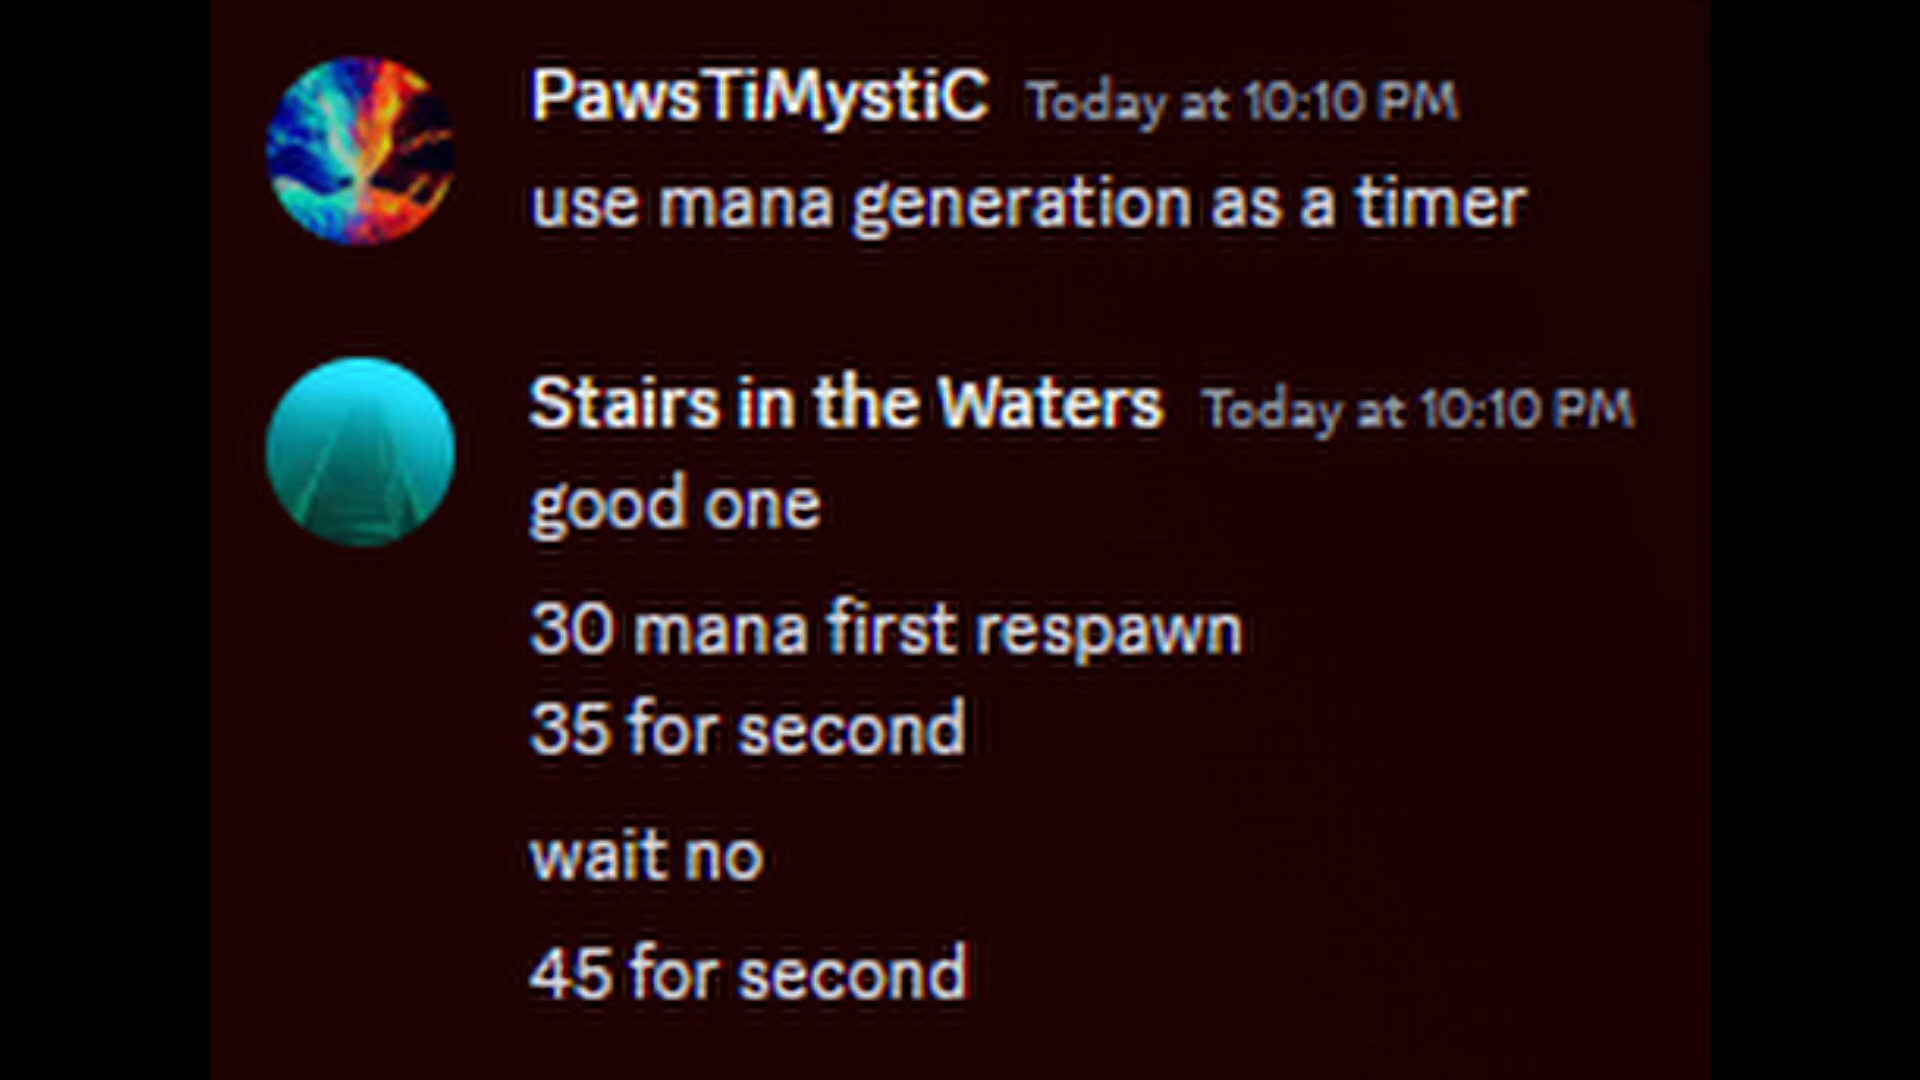 PawsTiMystiC Today at 10:10 PM
use mana generation as a timer
Stairs in the Waters Today at 10:10 PM
good one
30 mana first respawn
35 for second
wait no
45 for second